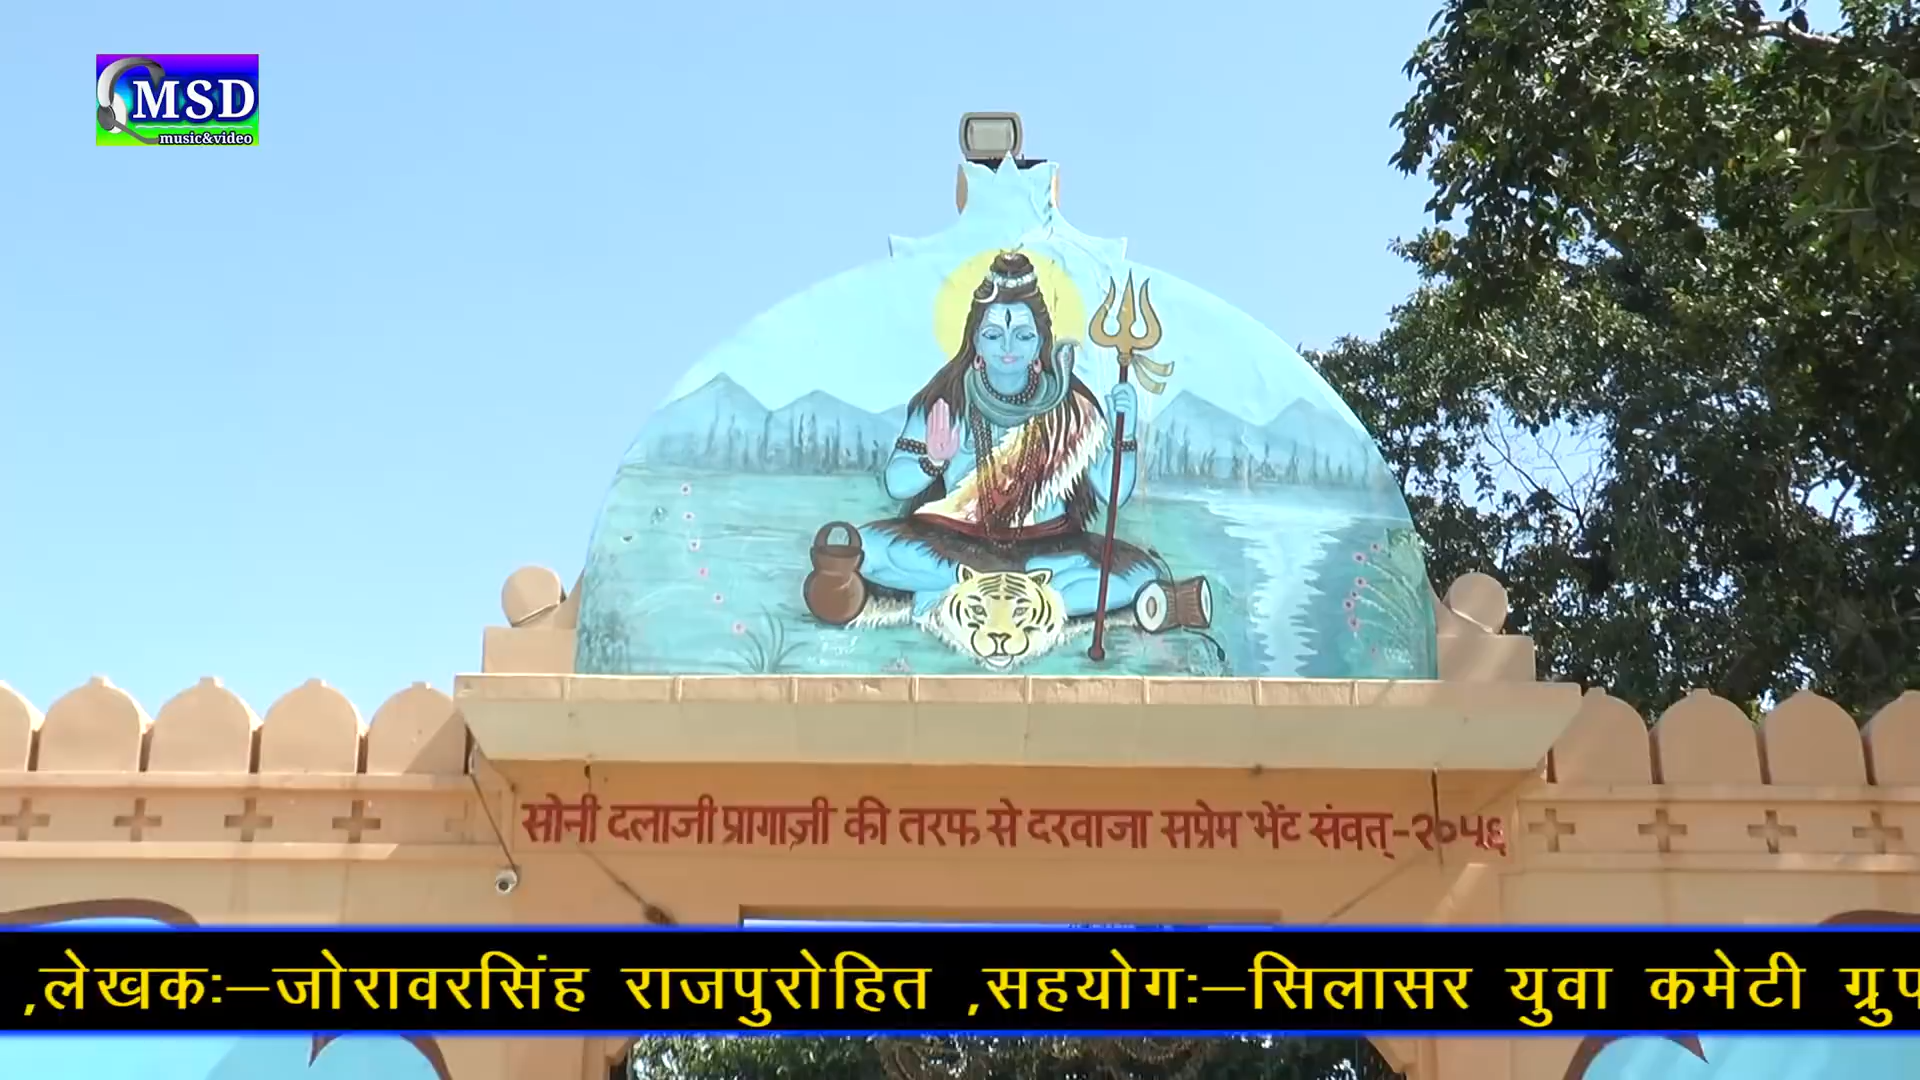 MSD
music&video
सोनी दलाजी प्रागाज़ी की तरफ से दरवाजा सप्रेम भेंट संवत्-२०५६
,लेखकः-जोरावरसिंह राजपुरोहित ,सहयोगः-सिलासर युवा कमेटी ग्रुप